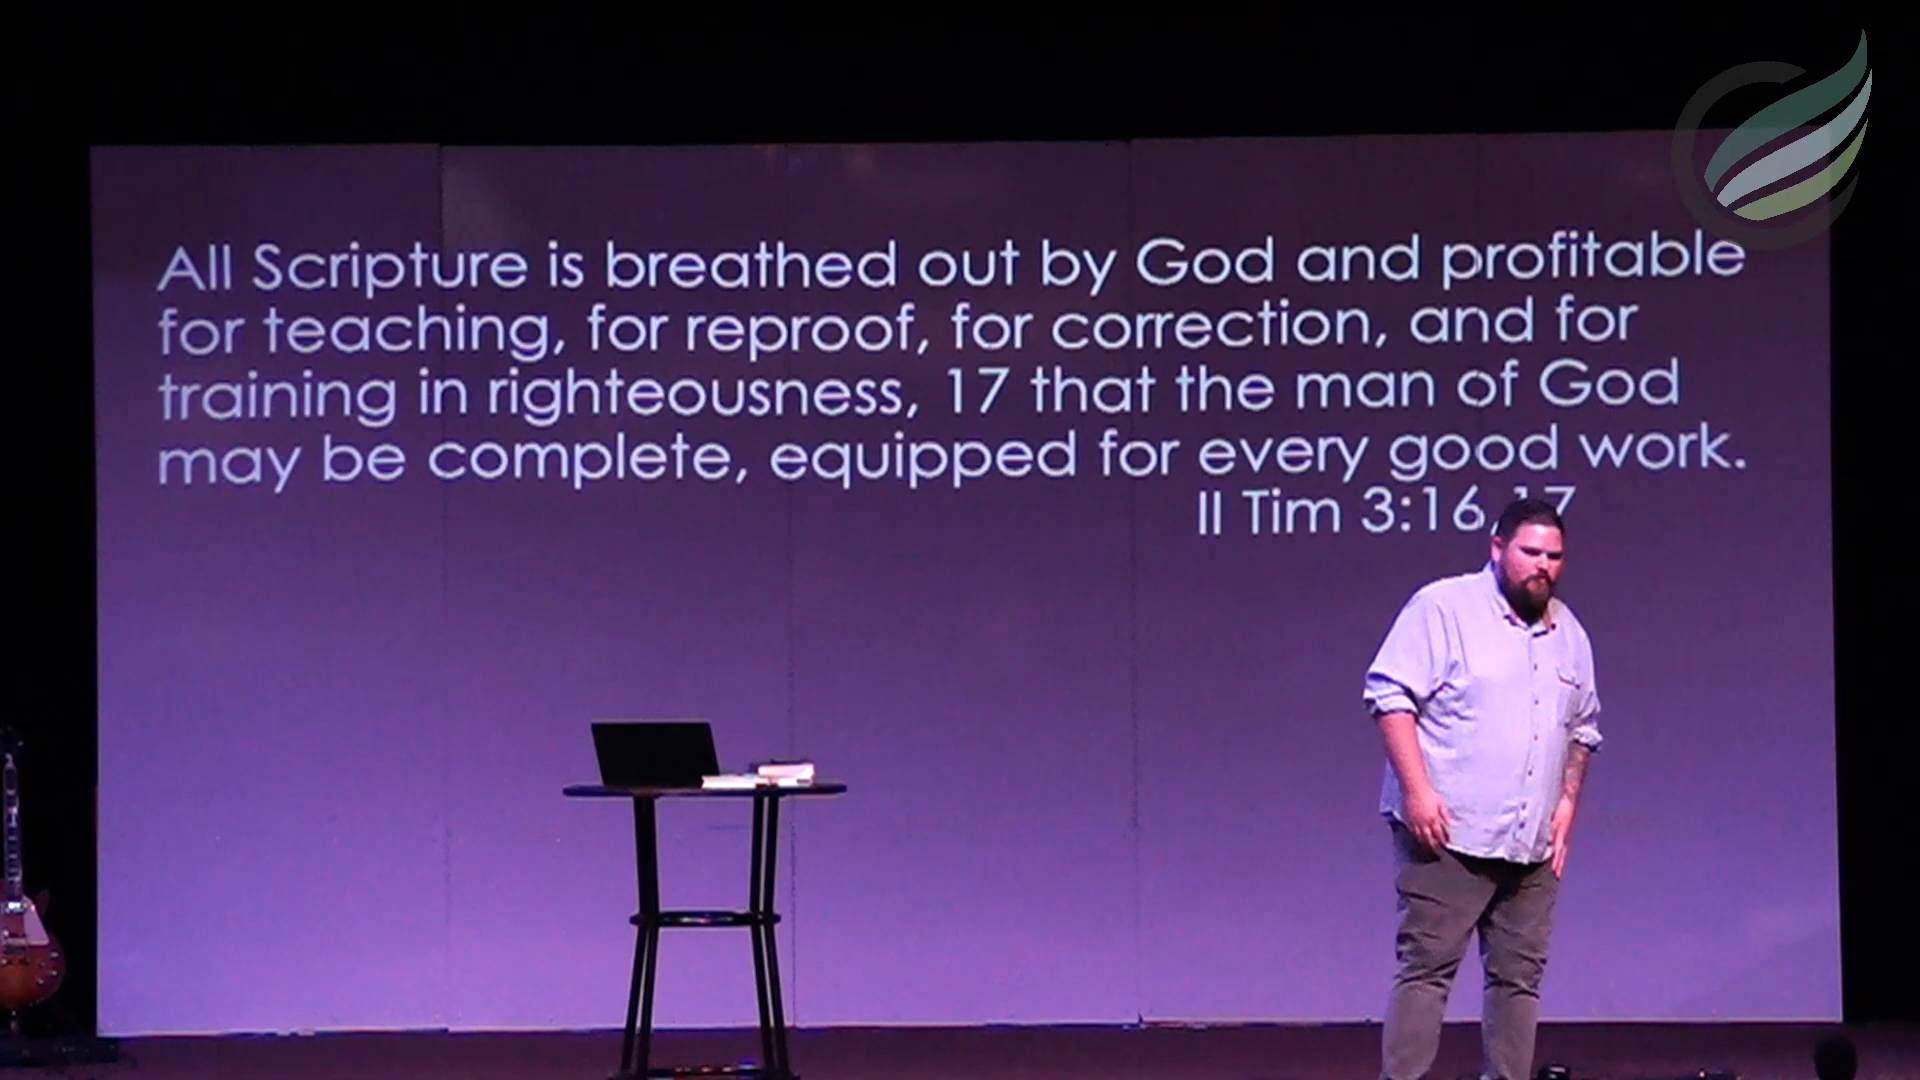 All Scripture is breathed out by God and profitable
for teaching, for reproof, for correction, and for
training in righteousness, 17 that the man of God
may be complete, equipped for every good work.
II Tim 3:16,17